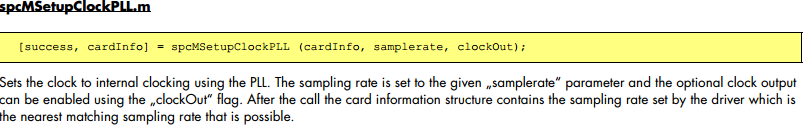 spcMSetupClockPLL.m
[success, cardInfo] = spcMSetupClockPLL (cardInfo, samplerate, clockOut);
Sets the clock to internal clocking using the PLL. The sampling rate is set to the given „samplerate“ parameter and the optional clock output
can be enabled using the „clockOut“ flag. After the call the card information structure contains the sampling rate set by the driver which is
the nearest matching sampling rate that is possible.